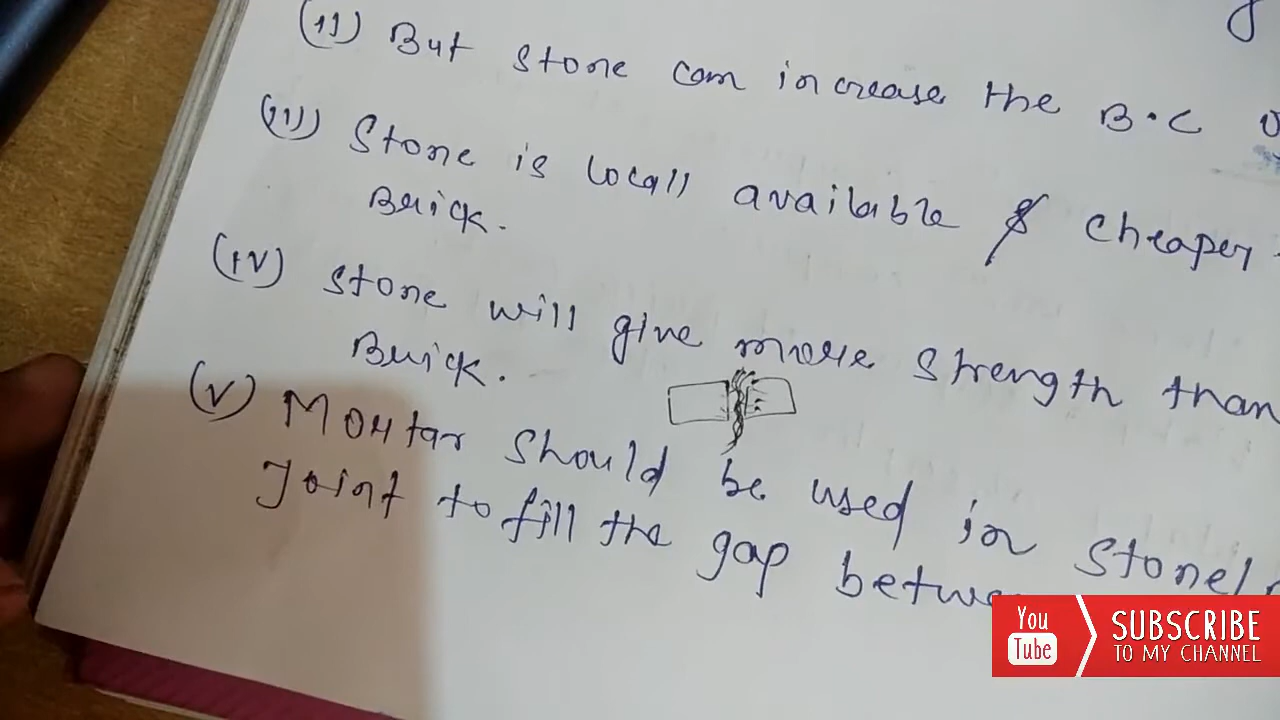 (ii) But stone can increase the B.C
(iii) Stone is locall available & cheaper
Brick.
(iv) Stone will give more strength than
Brick.
(v) Mortar should be used in stone/
Joint to fill the gap
You
Tube
SUBSCRIBE
TO MY CHANNEL